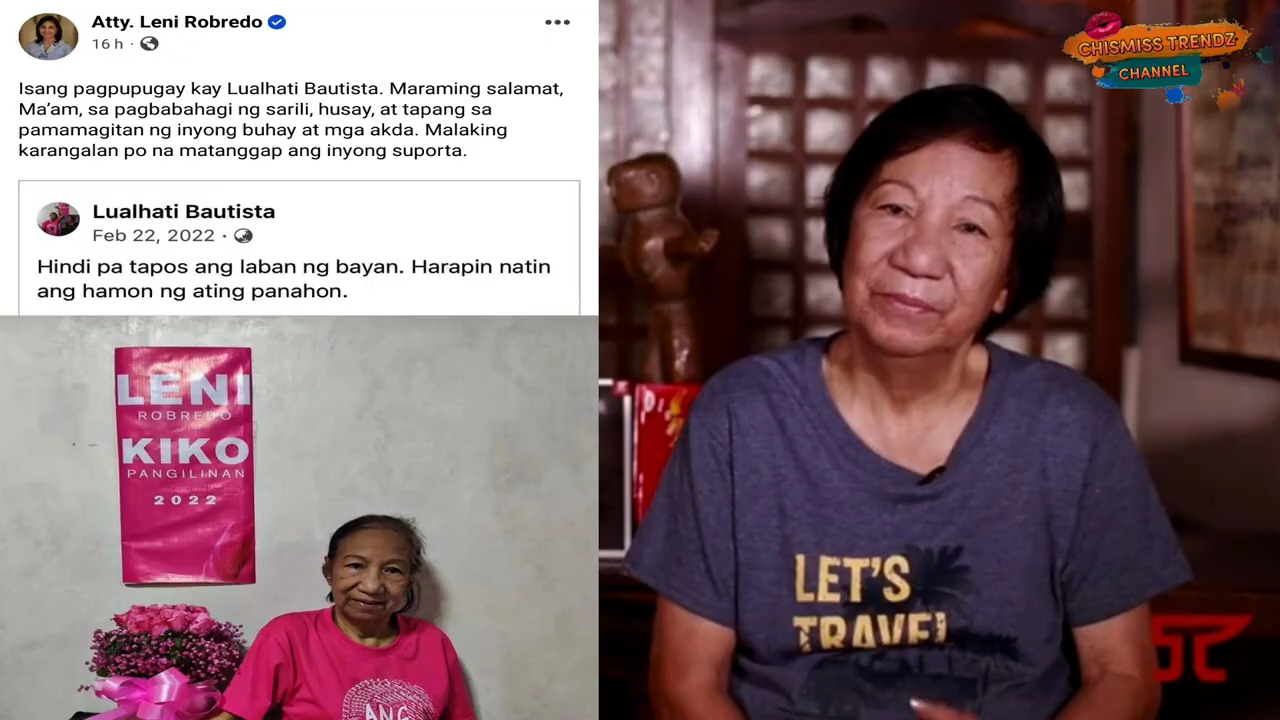 Atty. Leni Robredo
16 h ·
Isang pagpupugay kay Lualhati Bautista. Maraming salamat,
Ma'am, sa pagbabahagi ng sarili, husay, at tapang sa
pamamagitan ng inyong buhay at mga akda. Malaking
karangalan po na matanggap ang inyong suporta.
Lualhati Bautista
Feb 22, 2022 ·
Hindi pa tapos ang laban ng bayan. Harapin natin
ang hamon ng ating panahon.
LENI
ROBREDO
KIKO
PANGILINAN
2022
ANG
CHISMISS TRENDZ
CHANNEL
LET'S
TRAVEL